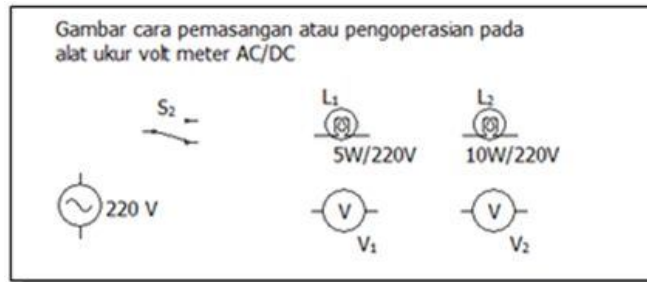 Gambar cara pemasangan atau pengoperasian pada
alat ukur volt meter AC/DC
S₂
L₁
L₂
5W/220V
10W/220V
220 V
V
V
V₁
V₂